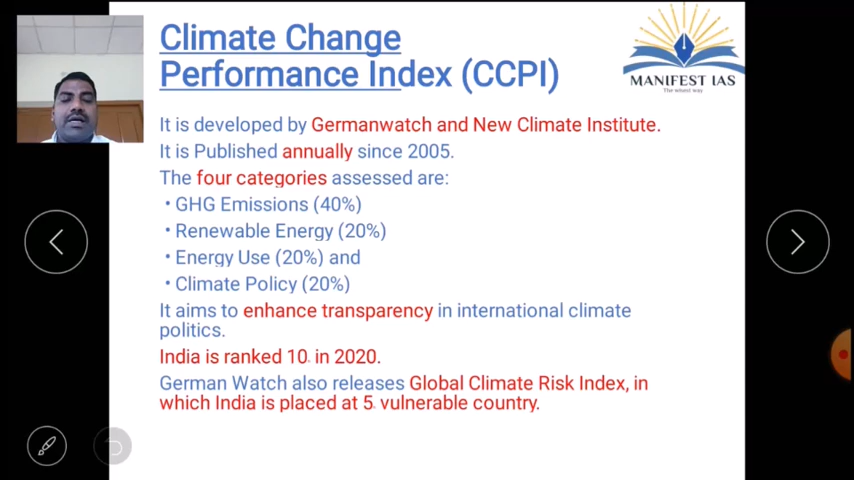 Climate Change
Performance Index (CCPI)
MANIFEST IAS
The wisest way
It is developed by Germanwatch and New Climate Institute.
It is Published annually since 2005.
The four categories assessed are:
• GHG Emissions (40%)
• Renewable Energy (20%)
• Energy Use (20%) and
• Climate Policy (20%)
It aims to enhance transparency in international climate
politics.
India is ranked 10. in 2020.
German Watch also releases Global Climate Risk Index, in
which India is placed at 5. vulnerable country.